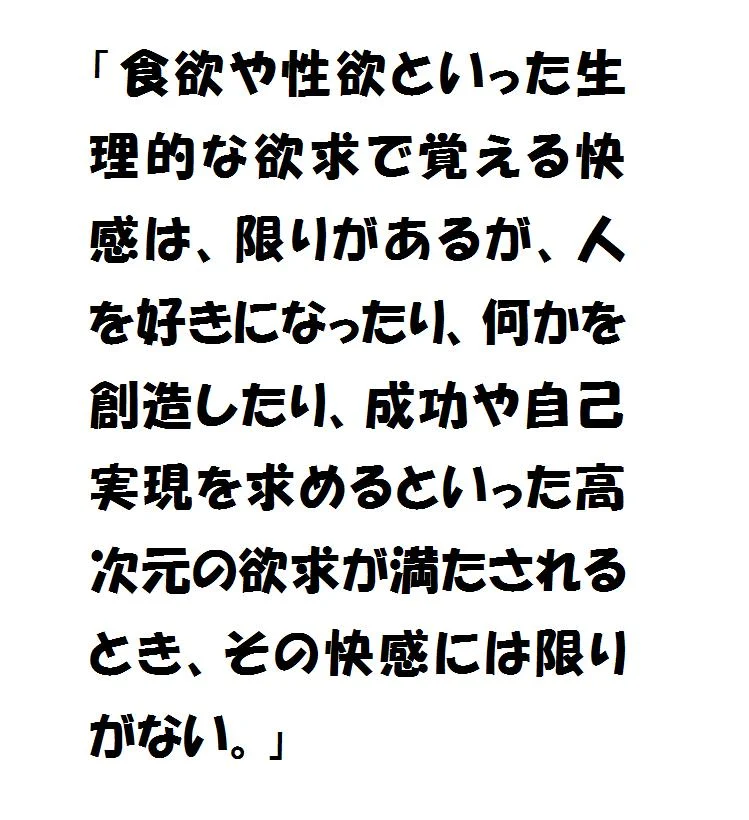 「食欲や性欲といった生
理的な欲求で覚える快
感は、限りがあるが、人
を好きになったり、何かを
創造したり、成功や自己
実現を求めるといった高
次元の欲求が満たされる
とき、その快感には限り
がない。」